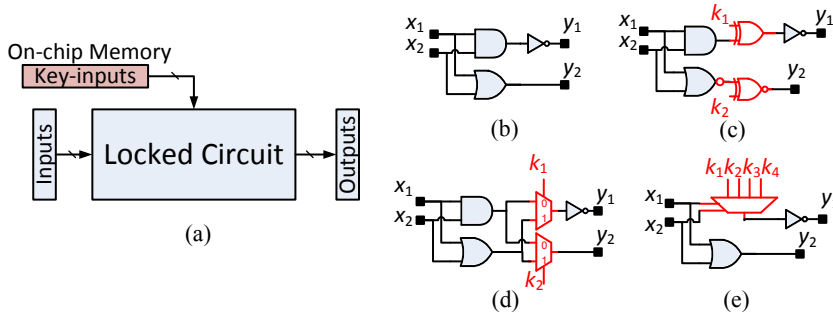 On-chip Memory
Key-inputs
Inputs
Locked Circuit
Outputs
(a)
x1
x2
y1
y2
(b)
k1
x1
x2
y1
y2
k2
(c)
k1
x1
x2
0
1
y1
0
1
y2
k2
(d)
k1k2k3k4
x1
x2
y
y2
(e)